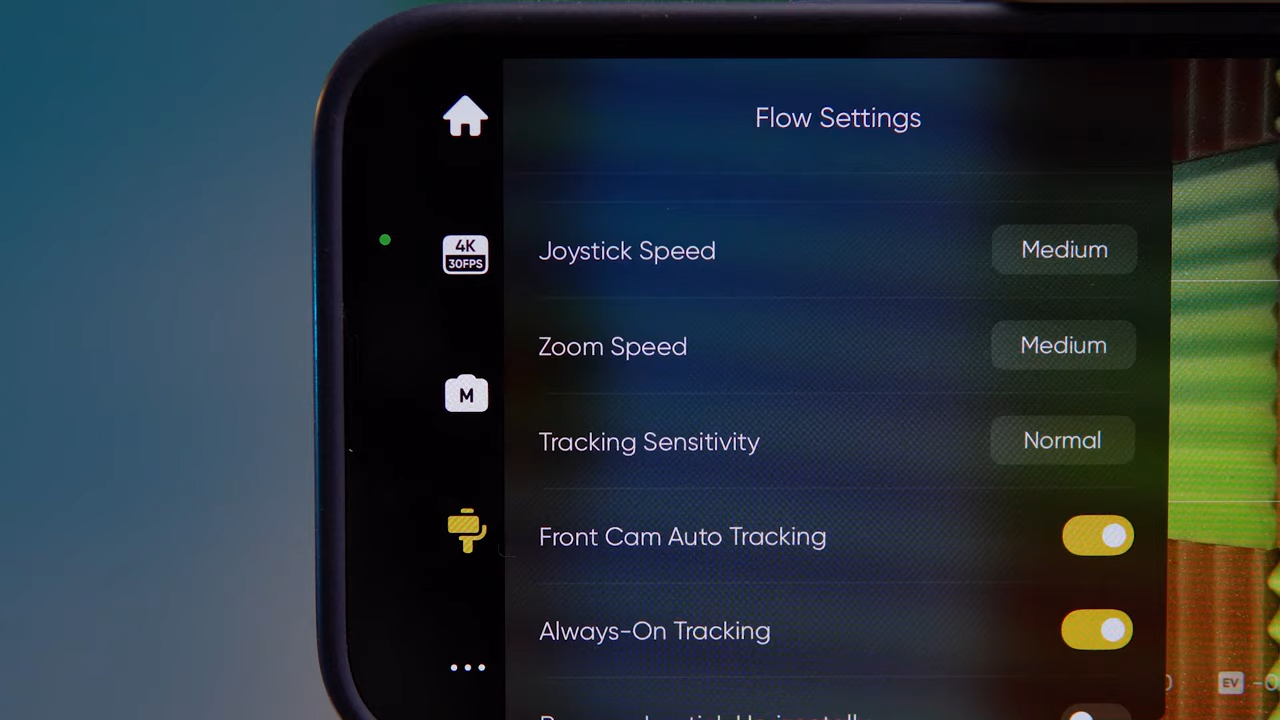 Flow Settings
4K
30FPS
Joystick Speed
Medium
Zoom Speed
Medium
M
Tracking Sensitivity
Normal
Front Cam Auto Tracking
Always-On Tracking
EV